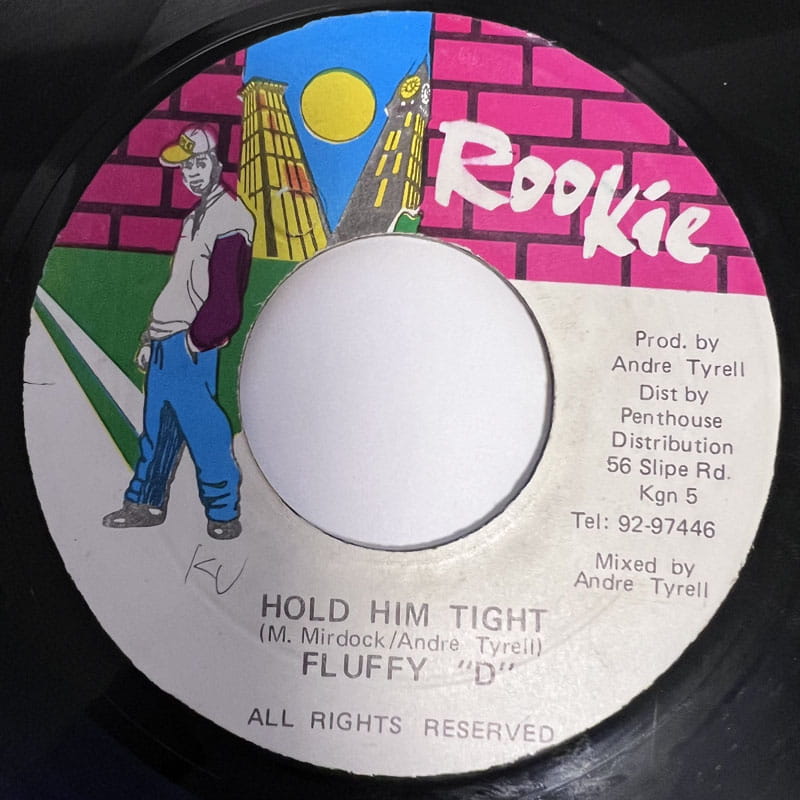 Rookie
Prod. by
Andre Tyrell
Dist by
Penthouse
Distribution
56 Slipe Rd.
Kgn 5
Tel: 92-97446
Mixed by
Andre Tyrell
KU
HOLD HIM TIGHT
(M. Mirdock/Andre Tyrell)
FLUFFY "D"
ALL RIGHTS RESERVED